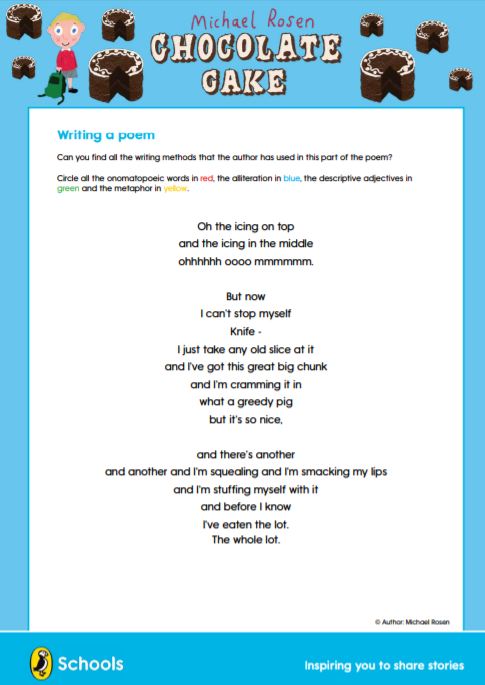 Michael Rosen
CHOCOLATE
CAKE
Writing a poem
Can you find all the writing methods that the author has used in this part of the poem?
Circle all the onomatopoeic words in red, the alliteration in blue, the descriptive adjectives in
green and the metaphor in yellow.
Oh the icing on top
and the icing in the middle
ohhhhhh oooo mmmmmm.
But now
I can't stop myself
Knife -
I just take any old slice at it
and I've got this great big chunk
and I'm cramming it in
what a greedy pig
but it's so nice,
and there's another
and another and I'm squealing and I'm smacking my lips
and I'm stuffing myself with it
and before I know
I've eaten the lot.
The whole lot.
© Author: Michael Rosen
Schools
Inspiring you to share stories